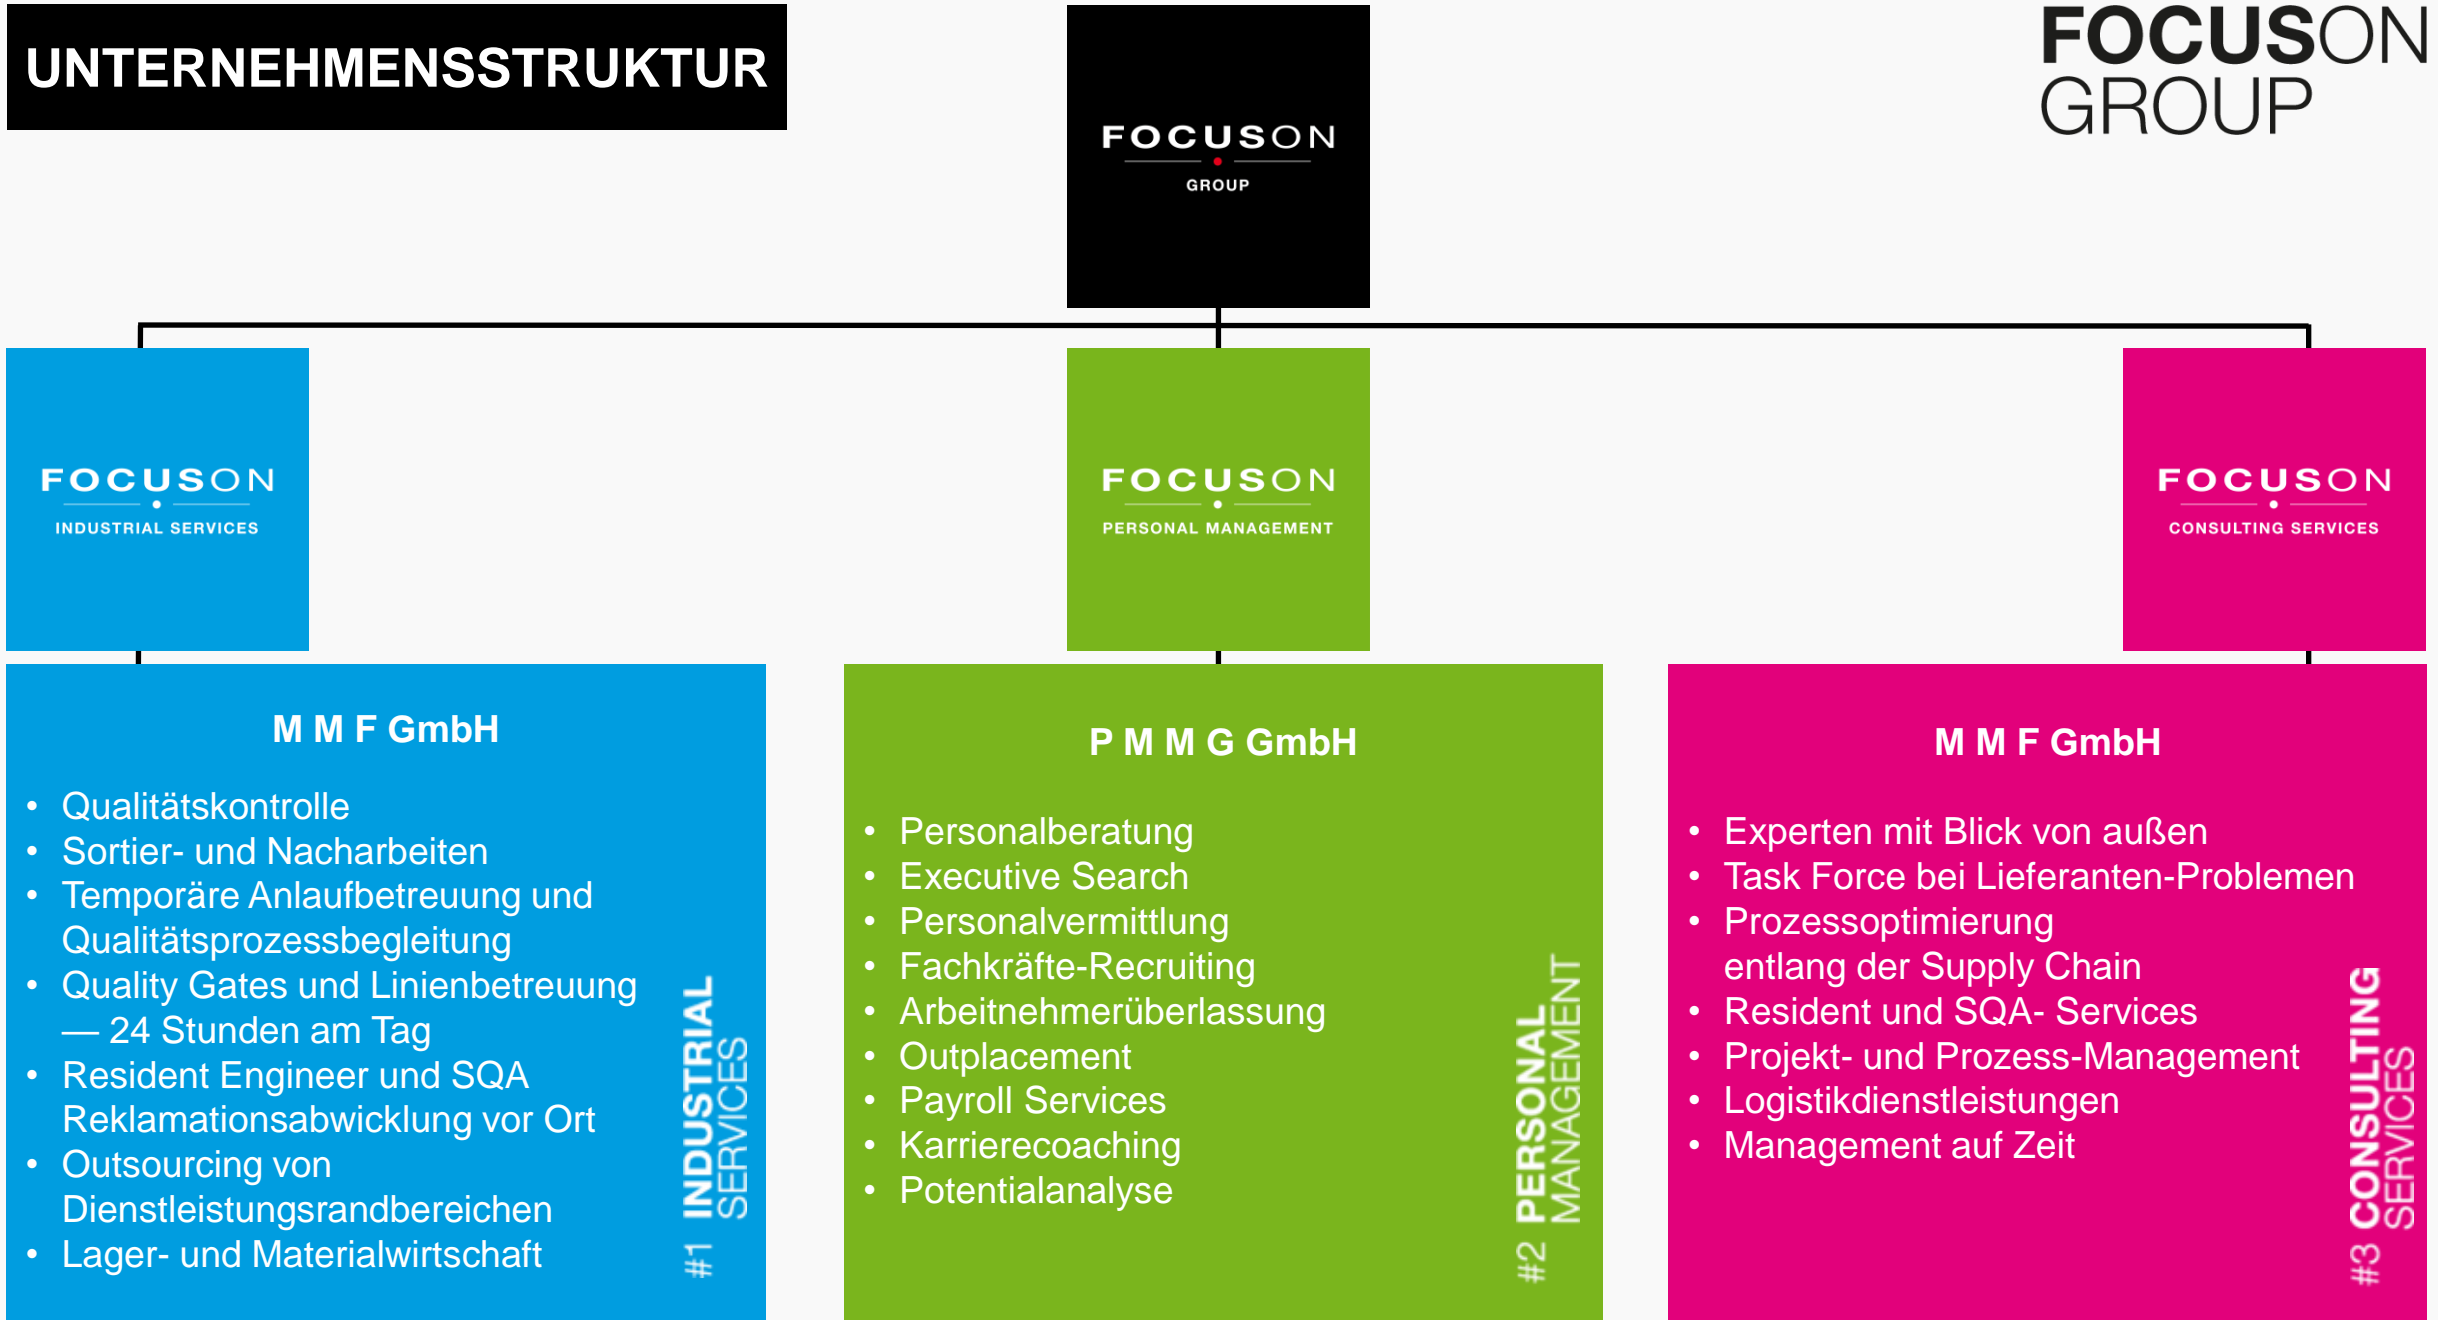 UNTERNEHMENSSTRUKTUR
FOCUSON
GROUP
FOCUSON
GROUP
FOCUSON
INDUSTRIAL SERVICES
FOCUSON
PERSONAL MANAGEMENT
FOCUSON
CONSULTING SERVICES
M M F GmbH
• Qualitätskontrolle
• Sortier- und Nacharbeiten
• Temporäre Anlaufbetreuung und
Qualitätsprozessbegleitung
• Quality Gates und Linienbetreuung
— 24 Stunden am Tag
• Resident Engineer und SQA
Reklamationsabwicklung vor Ort
• Outsourcing von
Dienstleistungsrandbereichen
• Lager- und Materialwirtschaft
#1 INDUSTRIAL
SERVICES
P M M G GmbH
• Personalberatung
• Executive Search
• Personalvermittlung
• Fachkräfte-Recruiting
• Arbeitnehmerüberlassung
• Outplacement
• Payroll Services
• Karrierecoaching
• Potentialanalyse
#2 PERSONAL
MANAGEMENT
M M F GmbH
• Experten mit Blick von außen
• Task Force bei Lieferanten-Problemen
• Prozessoptimierung
entlang der Supply Chain
• Resident und SQA- Services
• Projekt- und Prozess-Management
• Logistikdienstleistungen
• Management auf Zeit
#3 CONSULTING
SERVICES